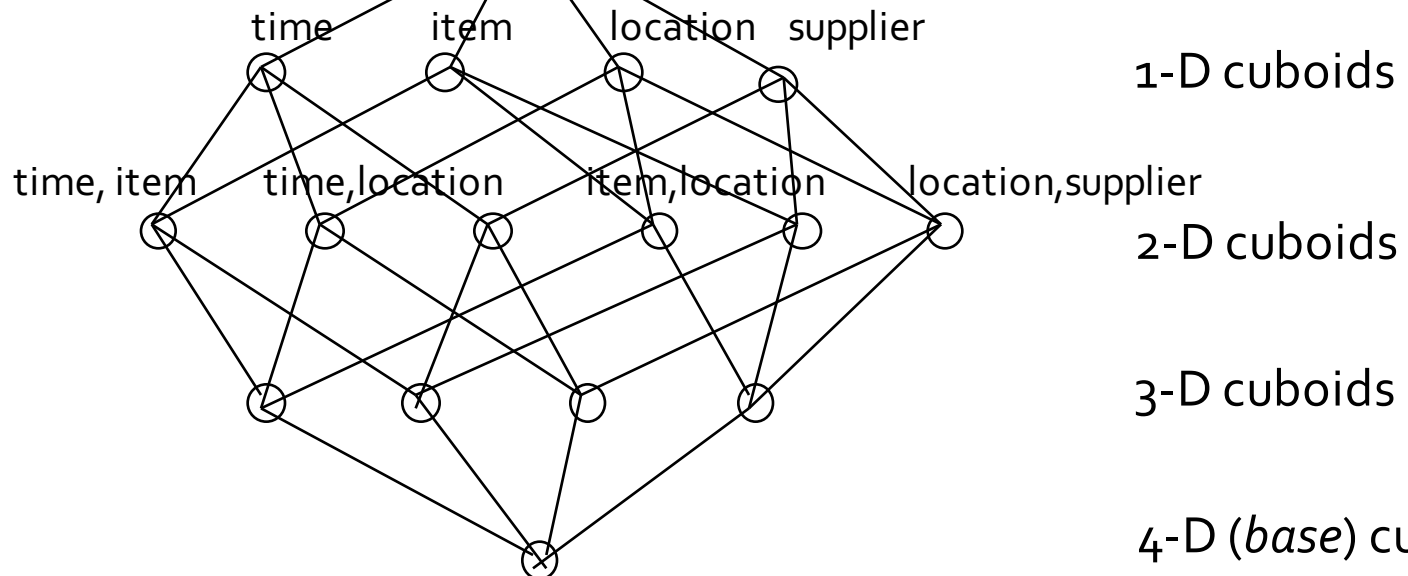 time item location supplier
1-D cuboids
time, item time,location item,location location,supplier
2-D cuboids
3-D cuboids
4-D (base)